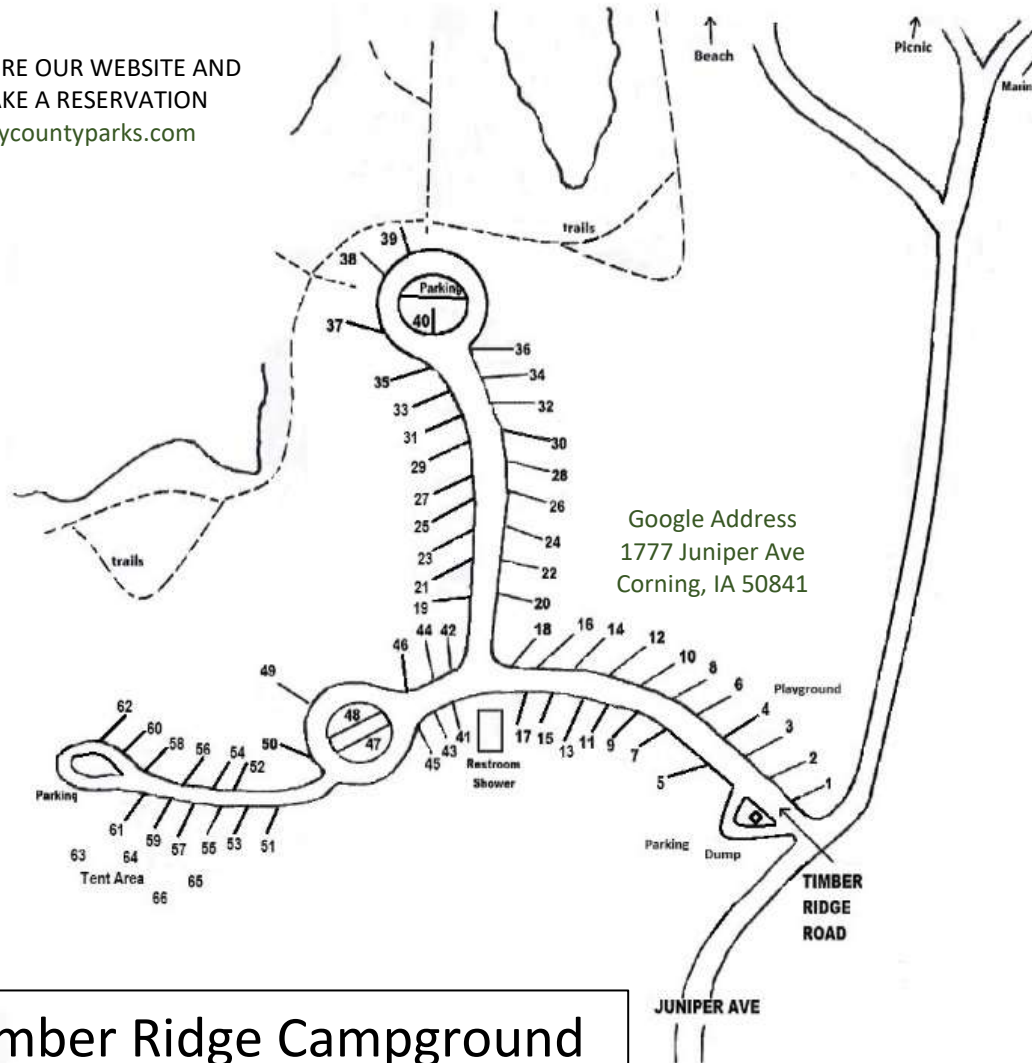 RE OUR WEBSITE AND
AKE A RESERVATION
ycountyparks.com
Beach
Picnic
Marin
trails
39
38
Parking
40
37
36
35
34
33
32
31
30
29
28
27
26
25
24
23
22
21
20
19
Google Address
1777 Juniper Ave
Corning, IA 50841
trails
46 44 42
18 16 14 12 10 8 6 4 3 2 1
Playground
49
48
47
50
45 43 41
Restroom
Shower
17 15 13 11 9 7 5
62 60 58 56 54 52
Parking
61 59 57 55 53 51
63 64
Tent Area
65
66
Parking Dump
TIMBER
RIDGE
ROAD
JUNIPER AVE
mber Ridge Campground